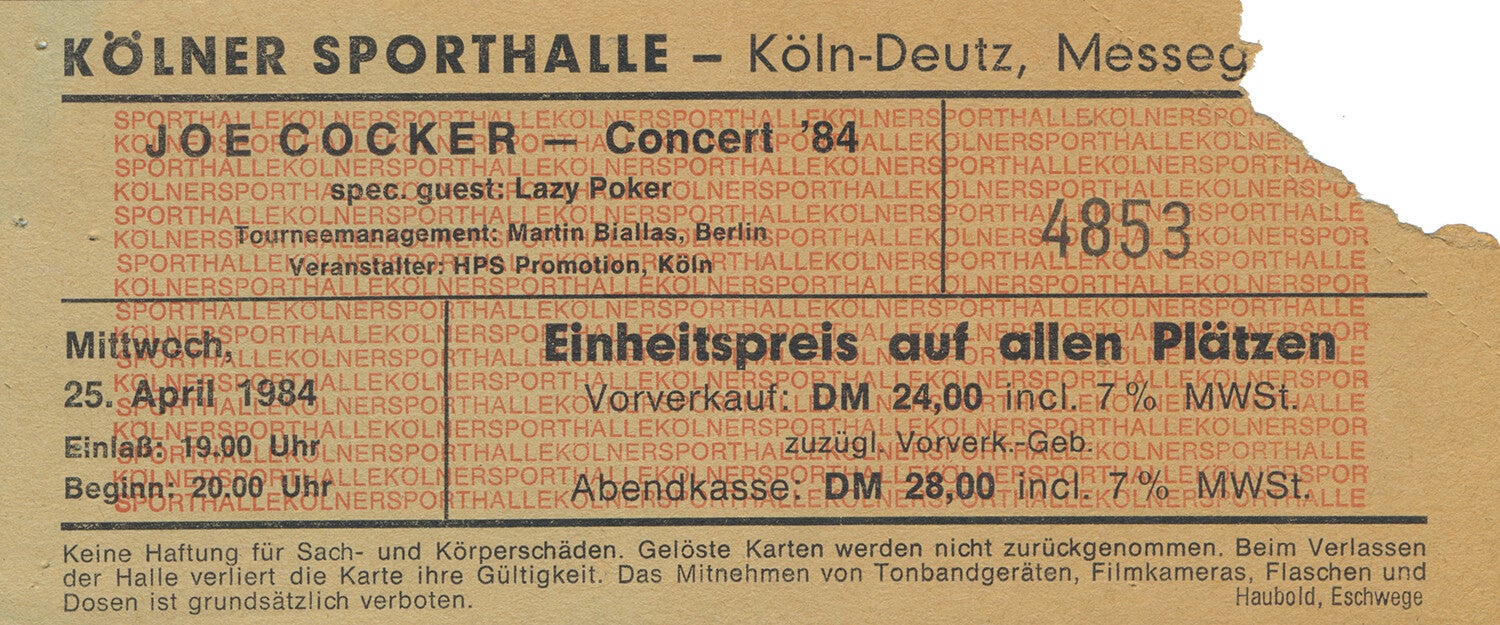 KÖLNER SPORTHALLE – Köln-Deutz, Messeg
JOE COCKER – Concert '84
spec. guest: Lazy Poker
Tourneemanagement: Martin Biallas, Berlin
Veranstalter: HPS Promotion, Köln
4853
Mittwoch,
25. April 1984
Einlaß: 19.00 Uhr
Beginn: 20.00 Uhr
Einheitspreis auf allen Plätzen
Vorverkauf: DM 24,00 incl. 7% MWSt.
zuzügl. Vorverk.-Geb.
Abendkasse: DM 28,00 incl. 7% MWSt.
Keine Haftung für Sach- und Körperschäden. Gelöste Karten werden nicht zurückgenommen. Beim Verlassen
der Halle verliert die Karte ihre Gültigkeit. Das Mitnehmen von Tonbandgeräten, Filmkameras, Flaschen und
Dosen ist grundsätzlich verboten.
Haubold, Eschwege